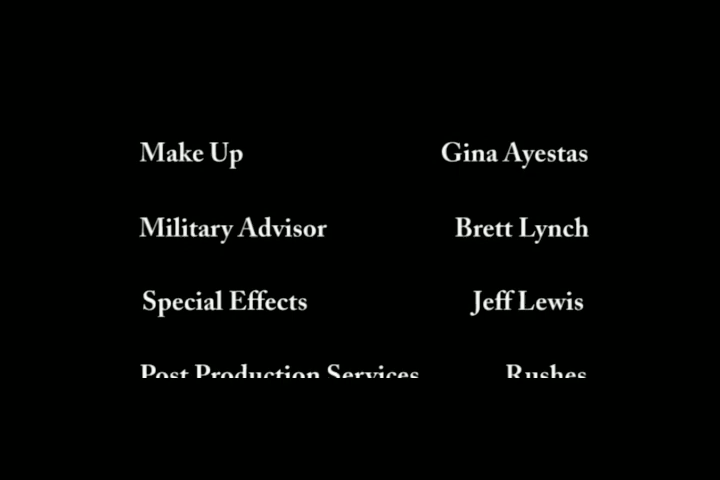 Make Up Gina Ayestas
Military Advisor Brett Lynch
Special Effects Jeff Lewis
Post Production Services Rushes